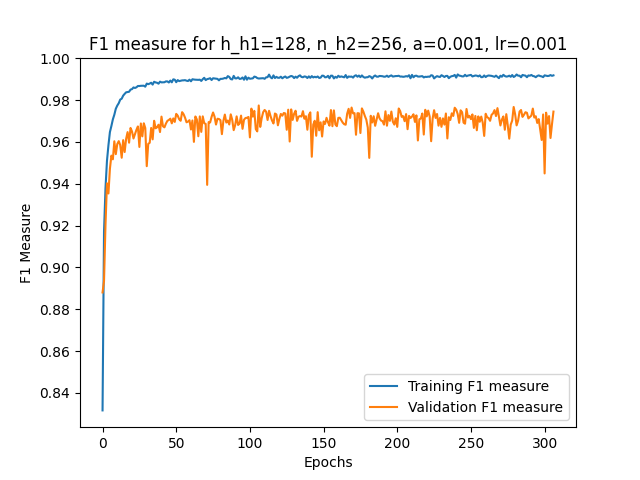 F1 measure for h_h1=128, n_h2=256, a=0.001, lr=0.001
F1 Measure
1.00
0.98
0.96
0.94
0.92
0.90
0.88
0.86
0.84
Training F1 measure
Validation F1 measure
0 50 100 150 200 250 300
Epochs